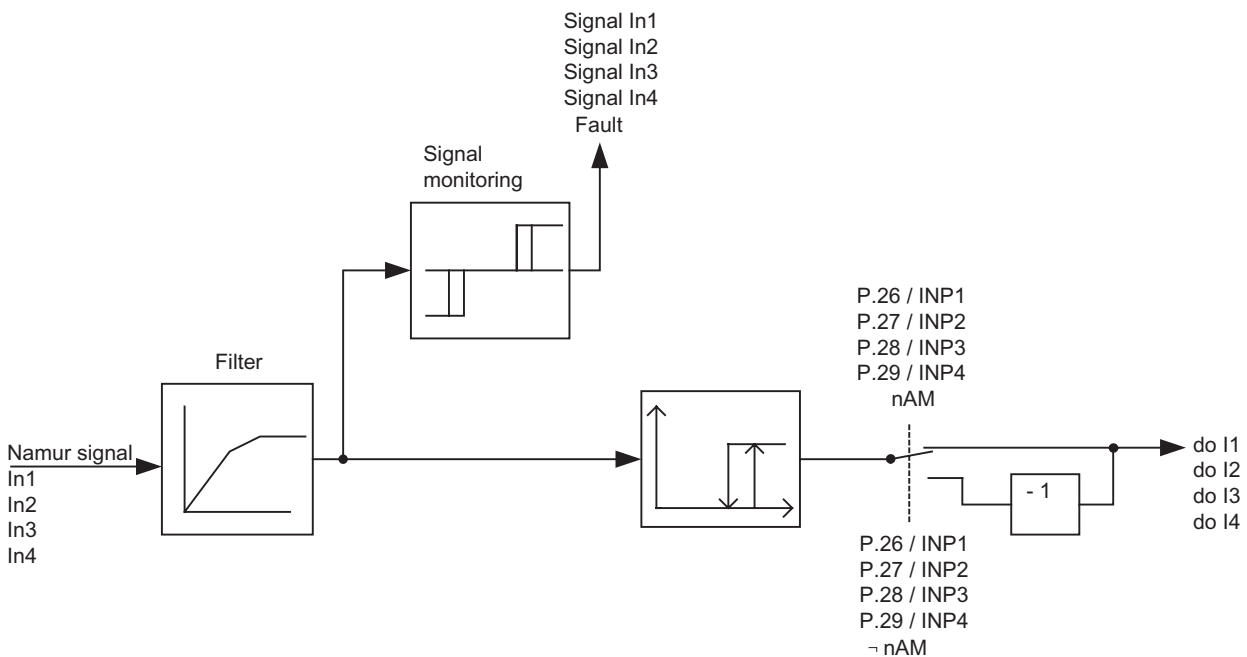 Signal In1
Signal In2
Signal In3
Signal In4
Fault
Signal
monitoring
Filter
Namur signal
In1
In2
In3
In4
P.26 / INP1
P.27 / INP2
P.28 / INP3
P.29 / INP4
nAM
- 1
do I1
do I2
do I3
do I4
P.26 / INP1
P.27 / INP2
P.28 / INP3
P.29 / INP4
¬ nAM